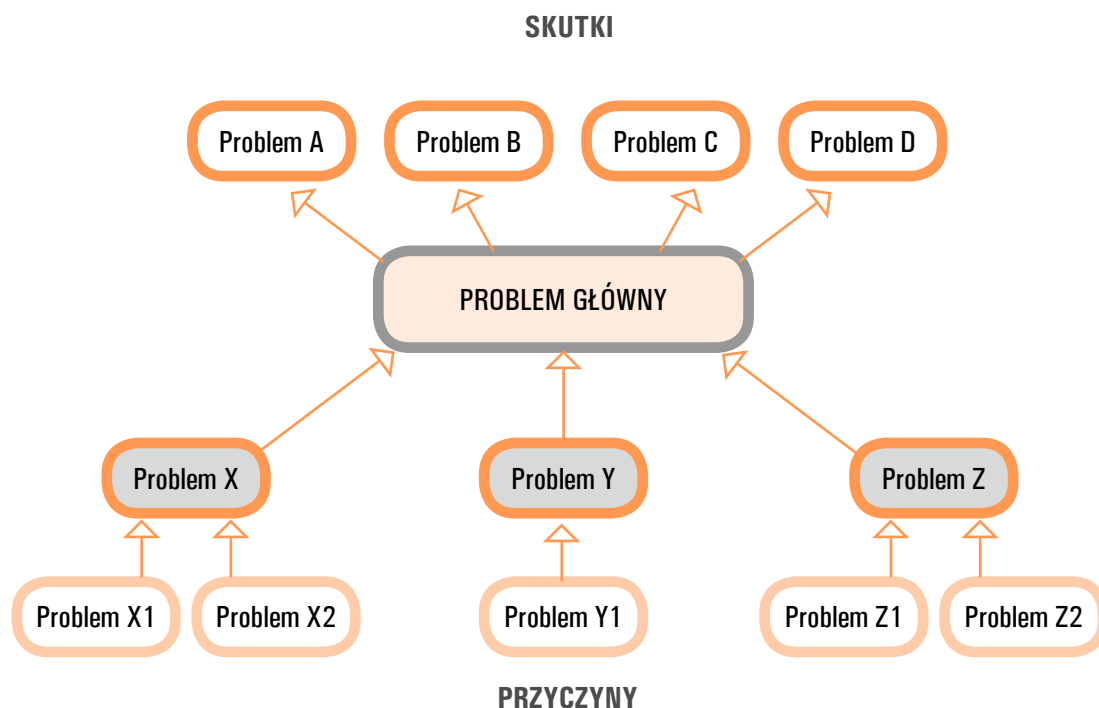 SKUTKI
Problem A
Problem B
Problem C
Problem D
PROBLEM GŁÓWNY
Problem X
Problem Y
Problem Z
Problem X1
Problem X2
Problem Y1
Problem Z1
Problem Z2
PRZYCZYNY